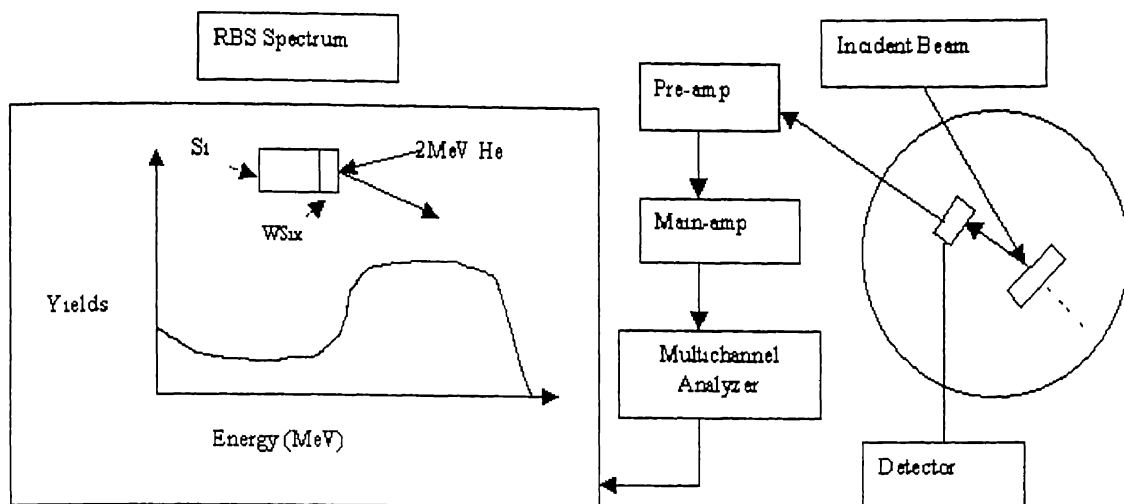 RBS Spectrum
Incident Beam
Pre-amp
Si
2MeV He
WSix
Main-amp
Yields
Multichannel
Analyzer
Energy (MeV)
Detector